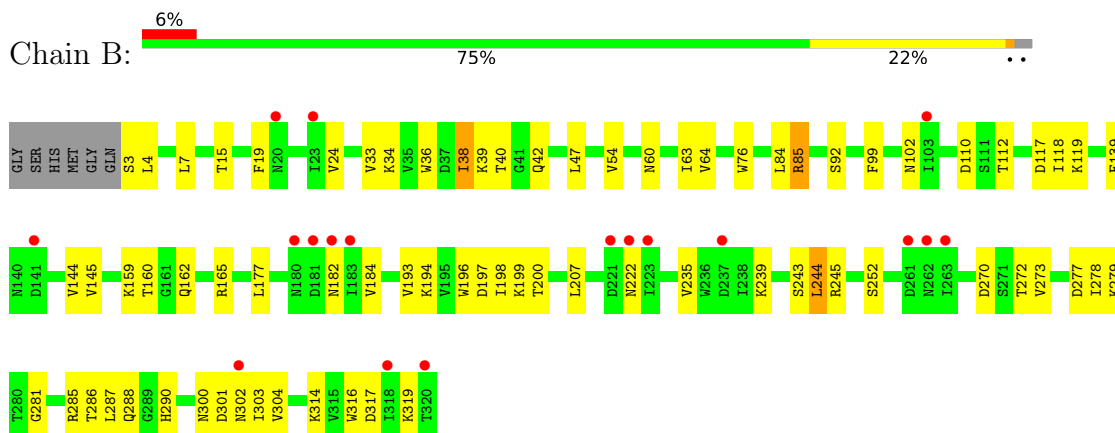 6%
Chain B:
75% 22% ..
GLY SER HIS MET GLY GLN S3 L4 L7 T15 F19 N20 I23 V24 V33 K34 V35 W36 D37 I38 K39 T40 G41 Q42 L47 V54 N60 I63 V64 W76 L84 R85 S92 F99 N102 I103 D110 S111 T112 D117 I118 K119
N140 D141 V144 V145 K159 T160 G161 Q162 R165 L177 N180 D181 N182 I183 V184 V193 K194 V195 W196 D197 I198 K199 T200 L207 D221 N222 I223 V235 W236 D237 I238 K239 S243 L244 R245 S252 D261 N262 I263 D270 S271 T272 V273 D277 I278
T280 G281 R285 T286 L287 Q288 G289 H290 N300 D301 N302 I303 V304 K314 V315 W316 D317 I318 K319 T320